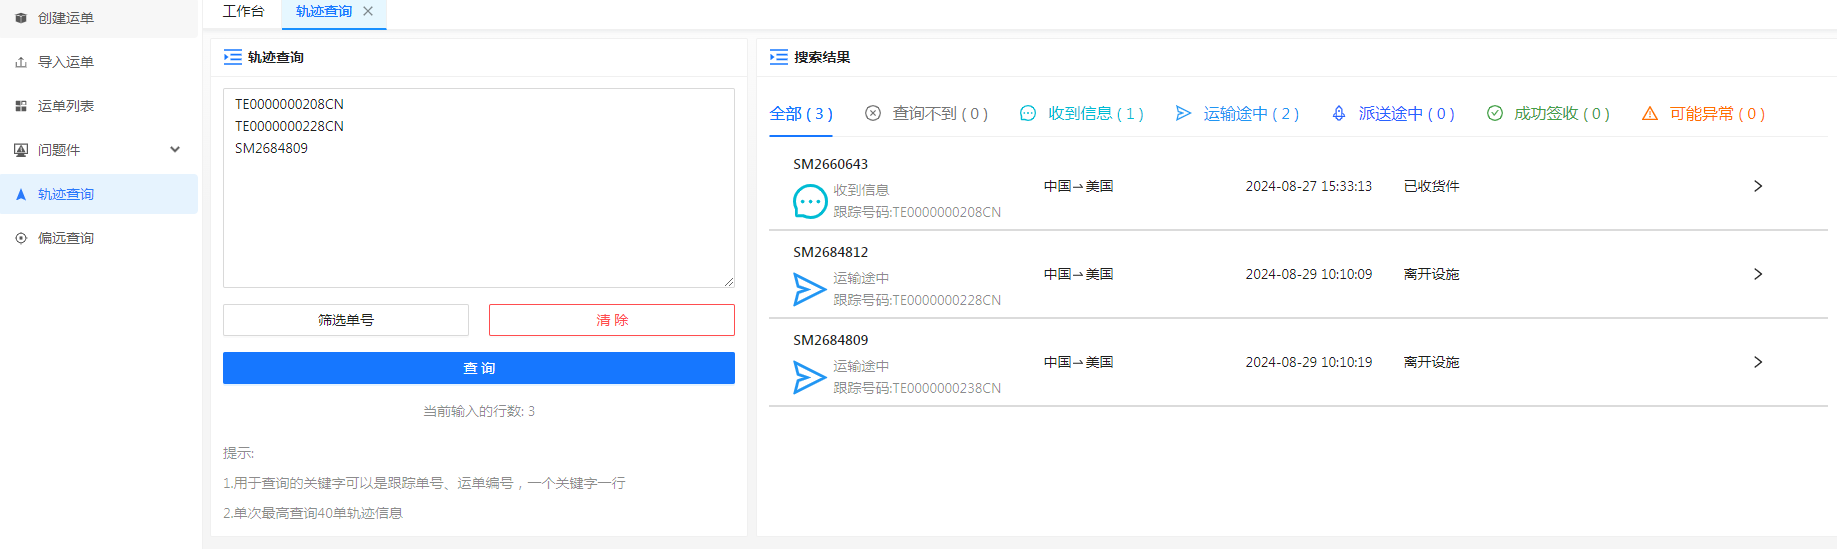 创建运单
导入运单
运单列表
问题件
轨迹查询
偏远查询
工作台
轨迹查询
轨迹查询
TE0000000208CN
TE0000000228CN
SM2684809
筛选单号
清 除
查 询
当前输入的行数: 3
提示:
1.用于查询的关键字可以是跟踪单号、运单编号，一个关键字一行
2.单次最高查询40单轨迹信息
搜索结果
全部 ( 3 ) 查询不到 ( 0 ) 收到信息 ( 1 ) 运输途中 ( 2 ) 派送途中 ( 0 ) 成功签收 ( 0 ) 可能异常 ( 0 )
SM2660643
收到信息
跟踪号码:TE0000000208CN
中国⇀美国 2024-08-27 15:33:13 已收货件
SM2684812
运输途中
跟踪号码:TE0000000228CN
中国⇀美国 2024-08-29 10:10:09 离开设施
SM2684809
运输途中
跟踪号码:TE0000000238CN
中国⇀美国 2024-08-29 10:10:19 离开设施